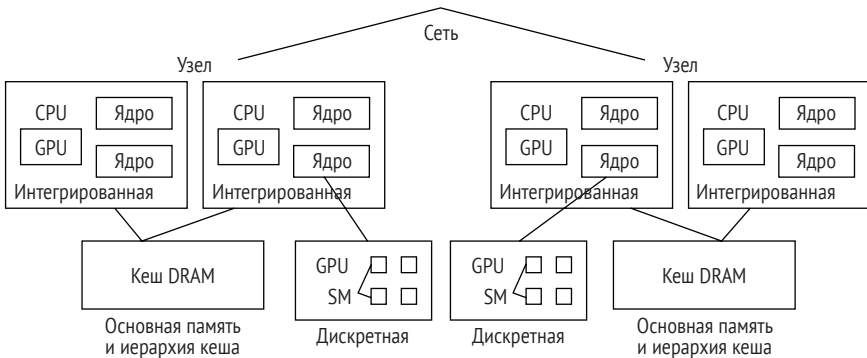 Сеть
Узел
Узел
CPU
Ядро
GPU
Ядро
Интегрированная
CPU
Ядро
GPU
Ядро
Интегрированная
CPU
Ядро
GPU
Ядро
Интегрированная
CPU
Ядро
GPU
Ядро
Интегрированная
Кеш DRAM
GPU
SM
GPU
SM
Кеш DRAM
Основная память
и иерархия кеша
Дискретная
Дискретная
Основная память
и иерархия кеша